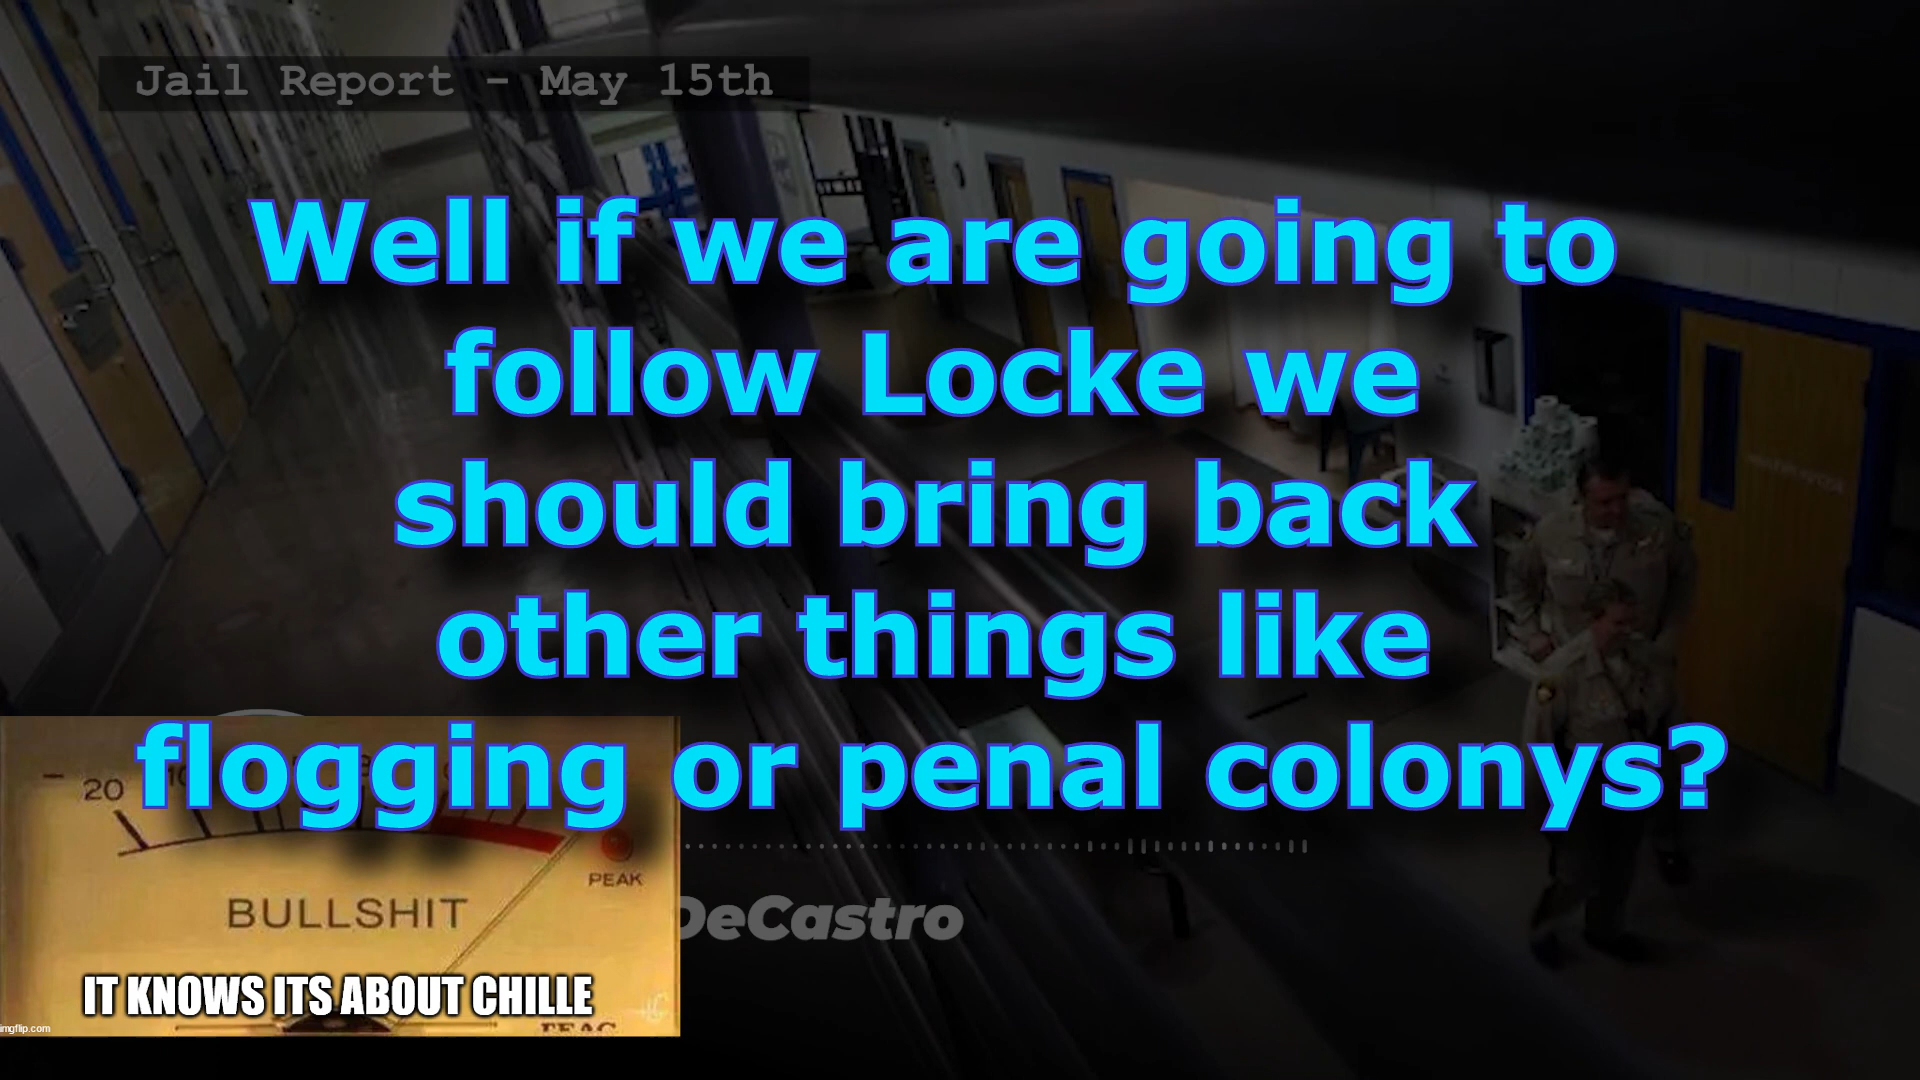 Jail Report - May 15th
Well if we are going to
follow Locke we
should bring back
other things like
flogging or penal colonys?
20
PEAK
BULLSHIT
DeCastro
IT KNOWS ITS ABOUT CHILLE
imgflip.com